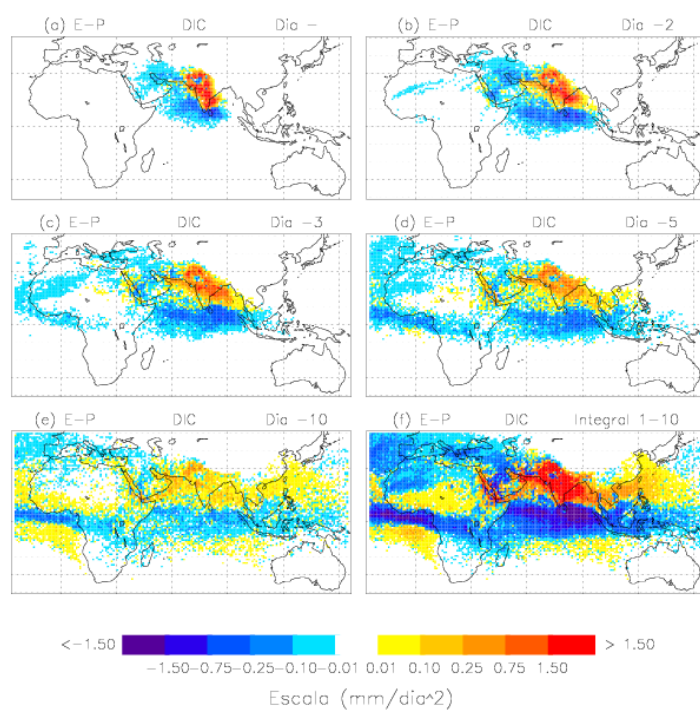 (a) E-P DIC Dia -
(b) E-P DIC Dia -2
(c) E-P DIC Dia -3
(d) E-P DIC Dia -5
(e) E-P DIC Dia -10
(f) E-P DIC Integral 1-10
<-1.50 > 1.50
-1.50-0.75-0.25-0.10-0.01 0.01 0.10 0.25 0.75 1.50
Escala (mm/dia^2)